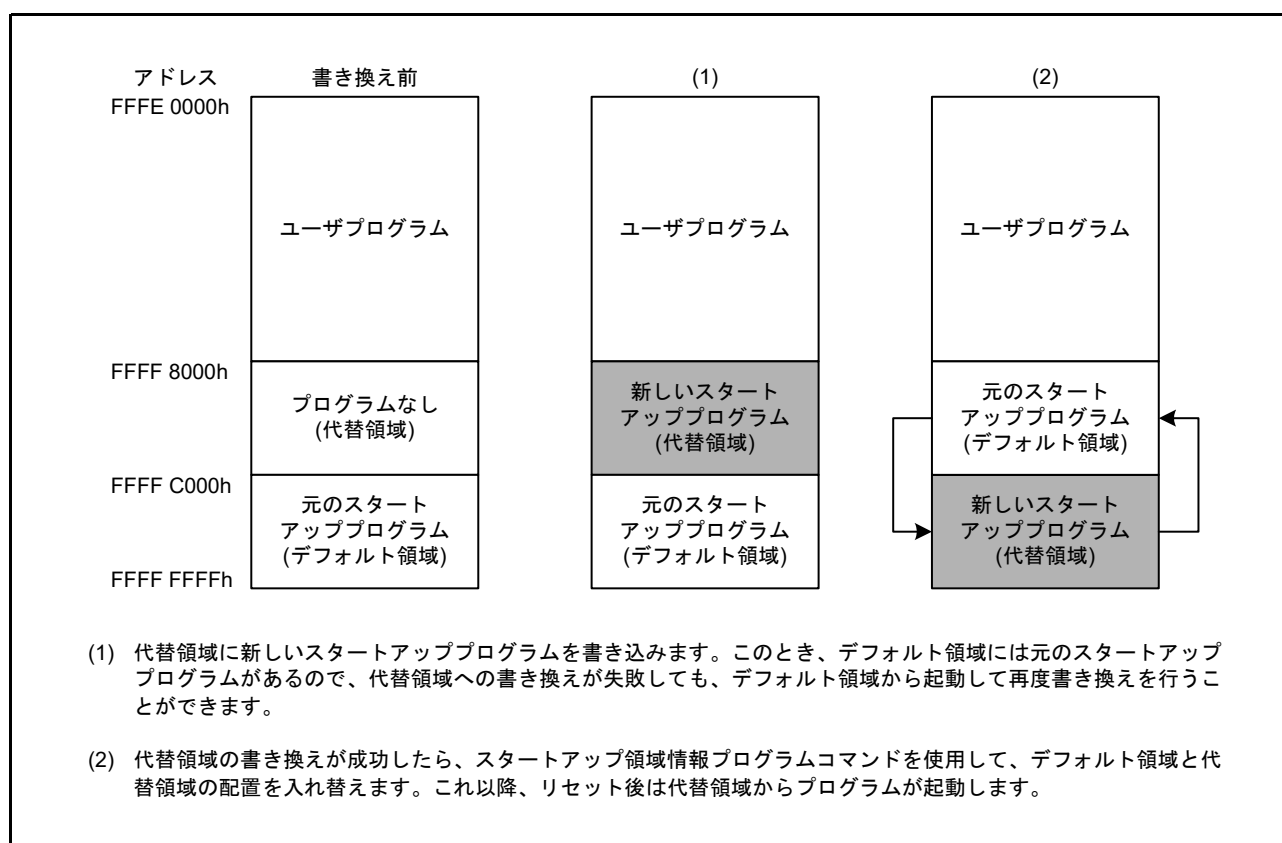 アドレス 書き換え前 (1) (2)
FFFE 0000h
ユーザプログラム ユーザプログラム ユーザプログラム
FFFF 8000h
プログラムなし
(代替領域)
新しいスタート
アッププログラム
(代替領域)
元のスタート
アッププログラム
(デフォルト領域)
FFFF C000h
元のスタート
アッププログラム
(デフォルト領域)
元のスタート
アッププログラム
(デフォルト領域)
新しいスタート
アッププログラム
(代替領域)
FFFF FFFFh
(1) 代替領域に新しいスタートアッププログラムを書き込みます。このとき、デフォルト領域には元のスタートアップ
プログラムがあるので、代替領域への書き換えが失敗しても、デフォルト領域から起動して再度書き換えを行うこ
とができます。
(2) 代替領域の書き換えが成功したら、スタートアップ領域情報プログラムコマンドを使用して、デフォルト領域と代
替領域の配置を入れ替えます。これ以降、リセット後は代替領域からプログラムが起動します。